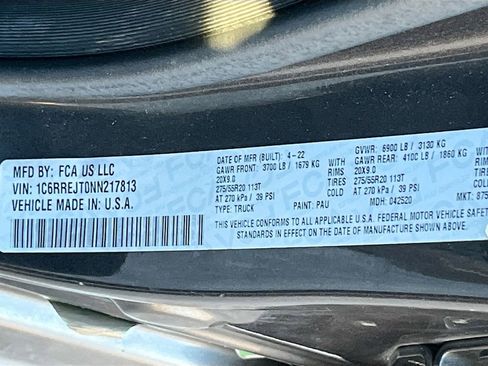 MFD BY: FCA US LLC
VIN: 1C6RREJT0NN217813
VEHICLE MADE IN: U.S.A.
DATE OF MFR (BUILT): 4-22 GVWR: 6900 LB / 3130 KG
GAWR FRONT: 3700 LB / 1679 KG GAWR REAR: 4100 LB / 1860 KG
20X9.0 20X9.0
275/55R20 113T 275/55R20 113T
AT 270 kPa / 39 PSI COLD AT 270 kPa / 39 PSI COLD
TYPE: TRUCK PAINT: PAU MDH: 042520 MKT: 875
THIS VEHICLE CONFORMS TO ALL APPLICABLE U.S.A. FEDERAL MOTOR VEHICLE SAFETY
STANDARDS IN EFFECT ON THE DATE OF MANUFACTURE SHOWN ABOVE.